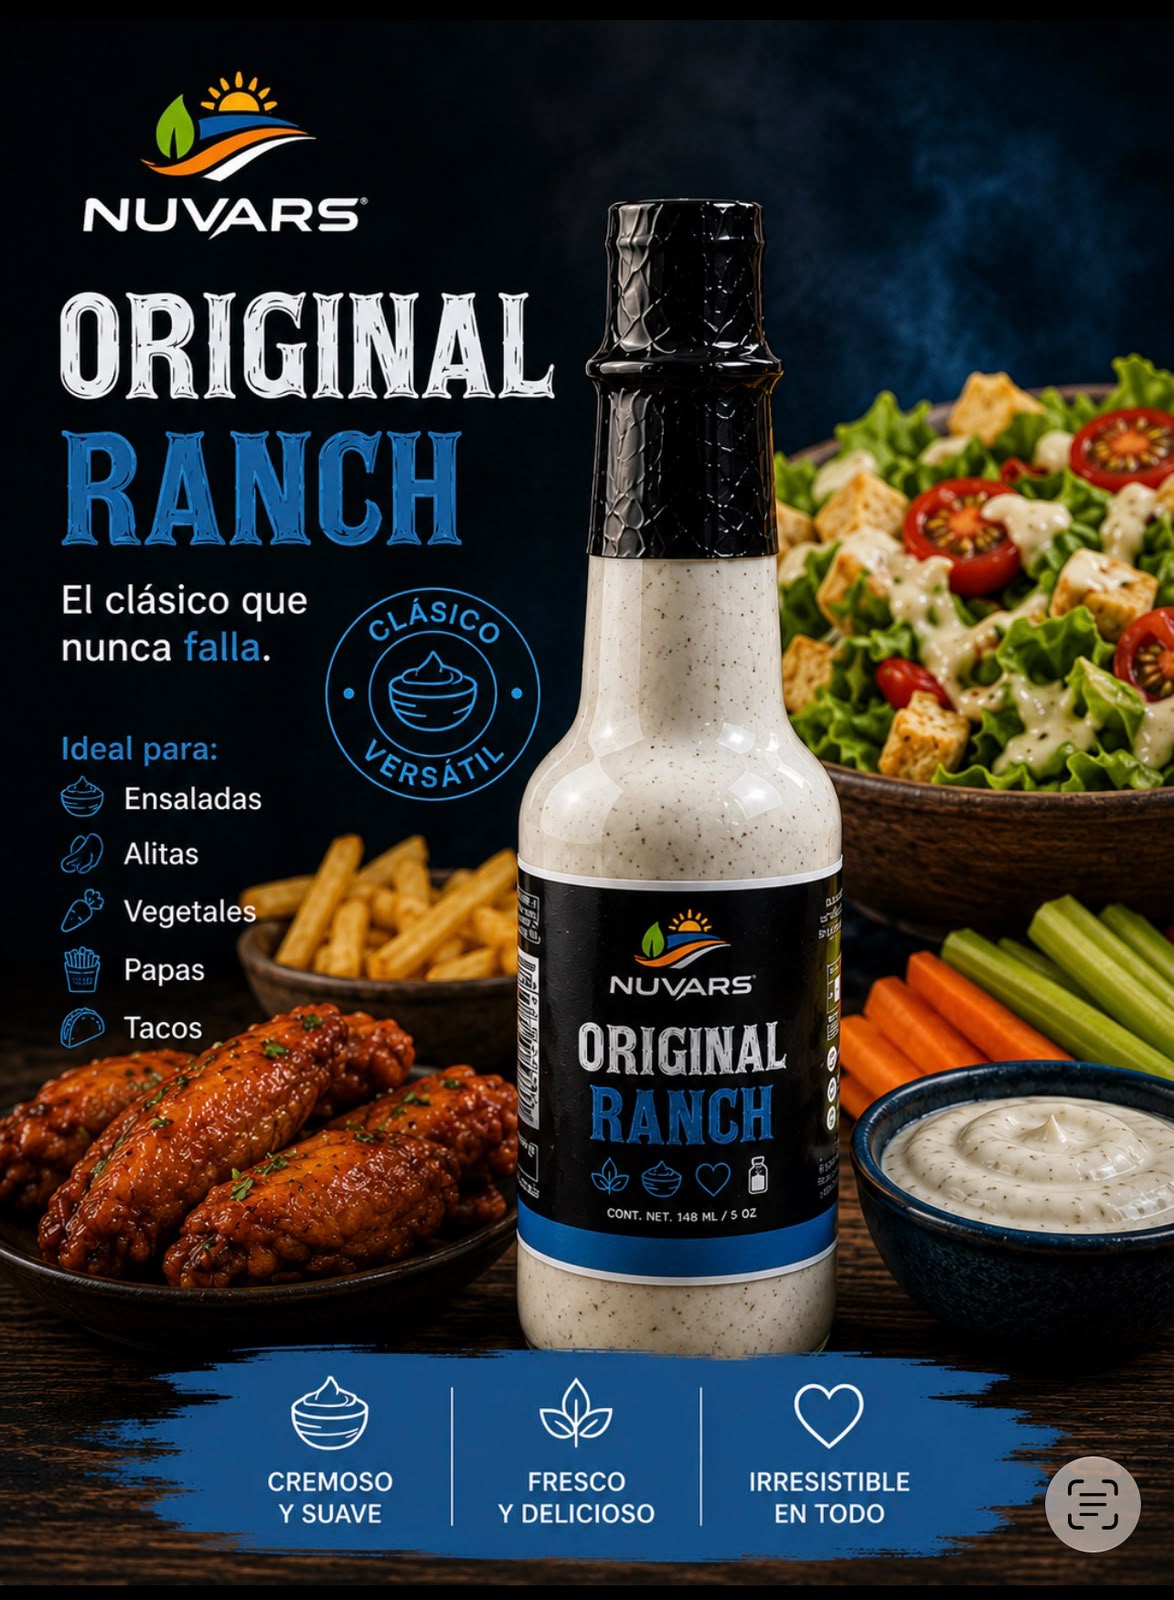 NUVARS®
ORIGINAL
RANCH
El clásico que
nunca falla.
CLÁSICO
VERSÁTIL
Ideal para:
Ensaladas
Alitas
Vegetales
Papas
Tacos
NUVARS
ORIGINAL
RANCH
CONT. NET. 148 ML / 5 OZ
CREMOSO
Y SUAVE
FRESCO
Y DELICIOSO
IRRESISTIBLE
EN TODO